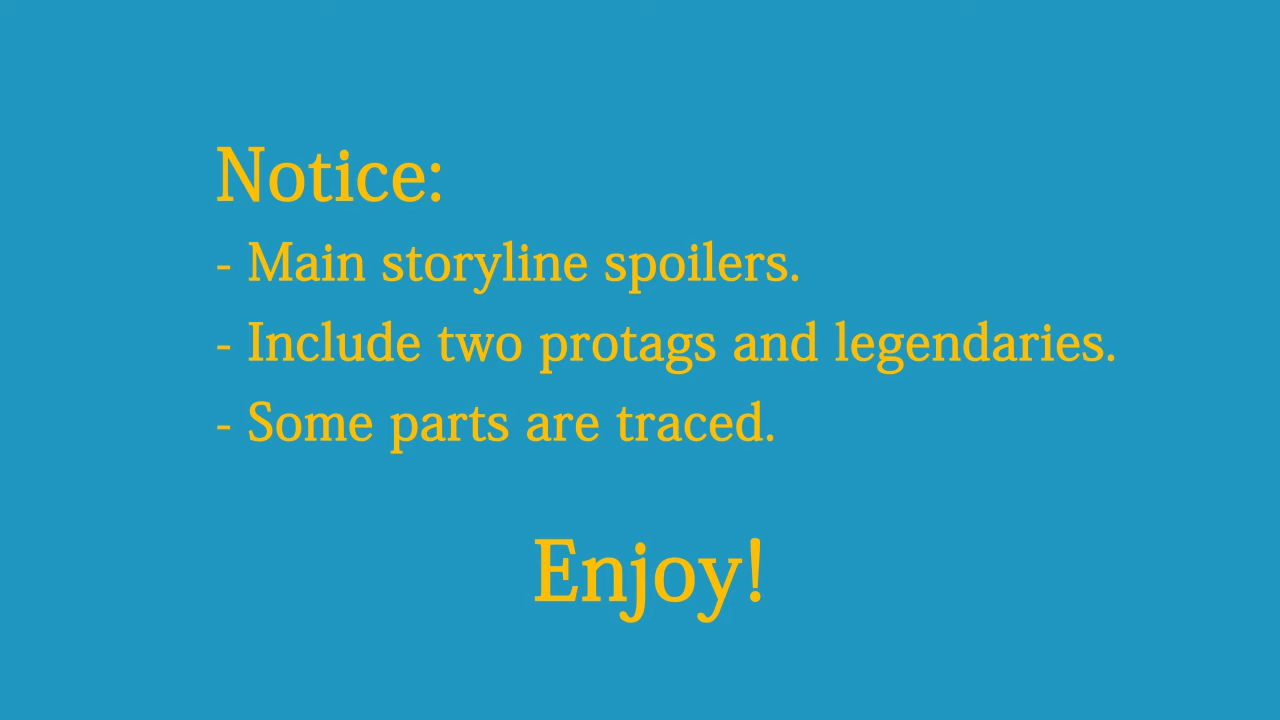 Notice:
- Main storyline spoilers.
- Include two protags and legendaries.
- Some parts are traced.
Enjoy!